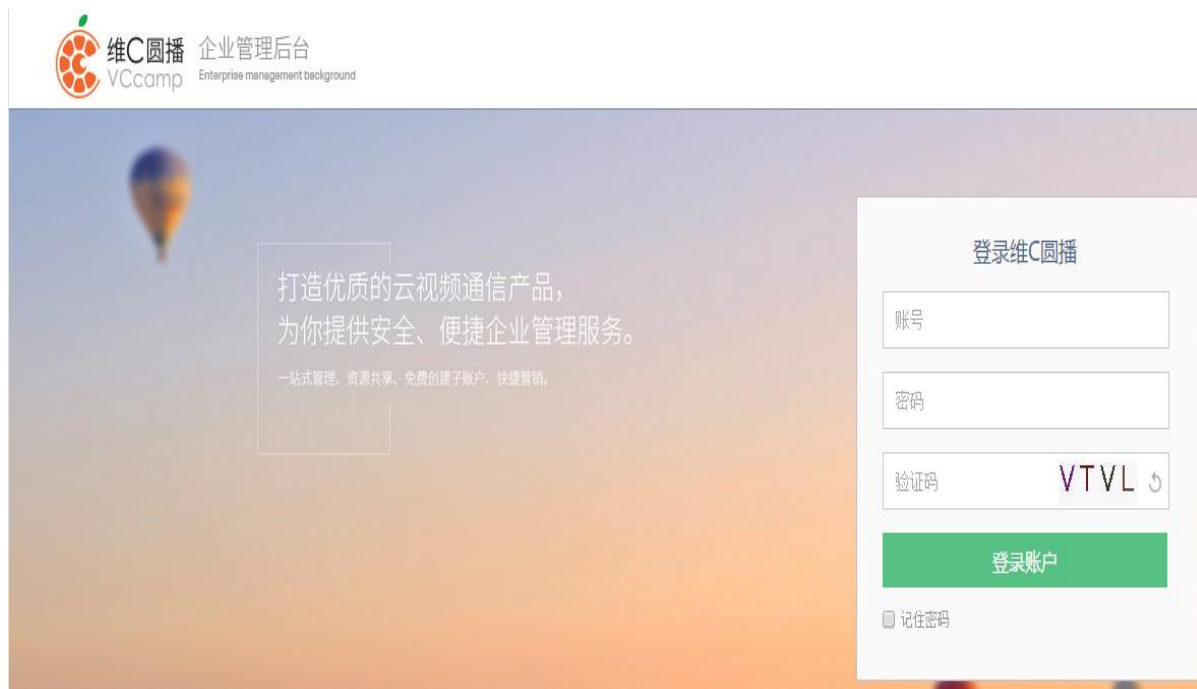 维C圆播
VCcamp
企业管理后台
Enterprise management background
打造优质的云视频通信产品，
为你提供安全、便捷企业管理服务。
一站式管理、资源共享、免费创建子账户、快捷营销。
登录维C圆播
账号
密码
验证码 VTVL
登录账户
记住密码